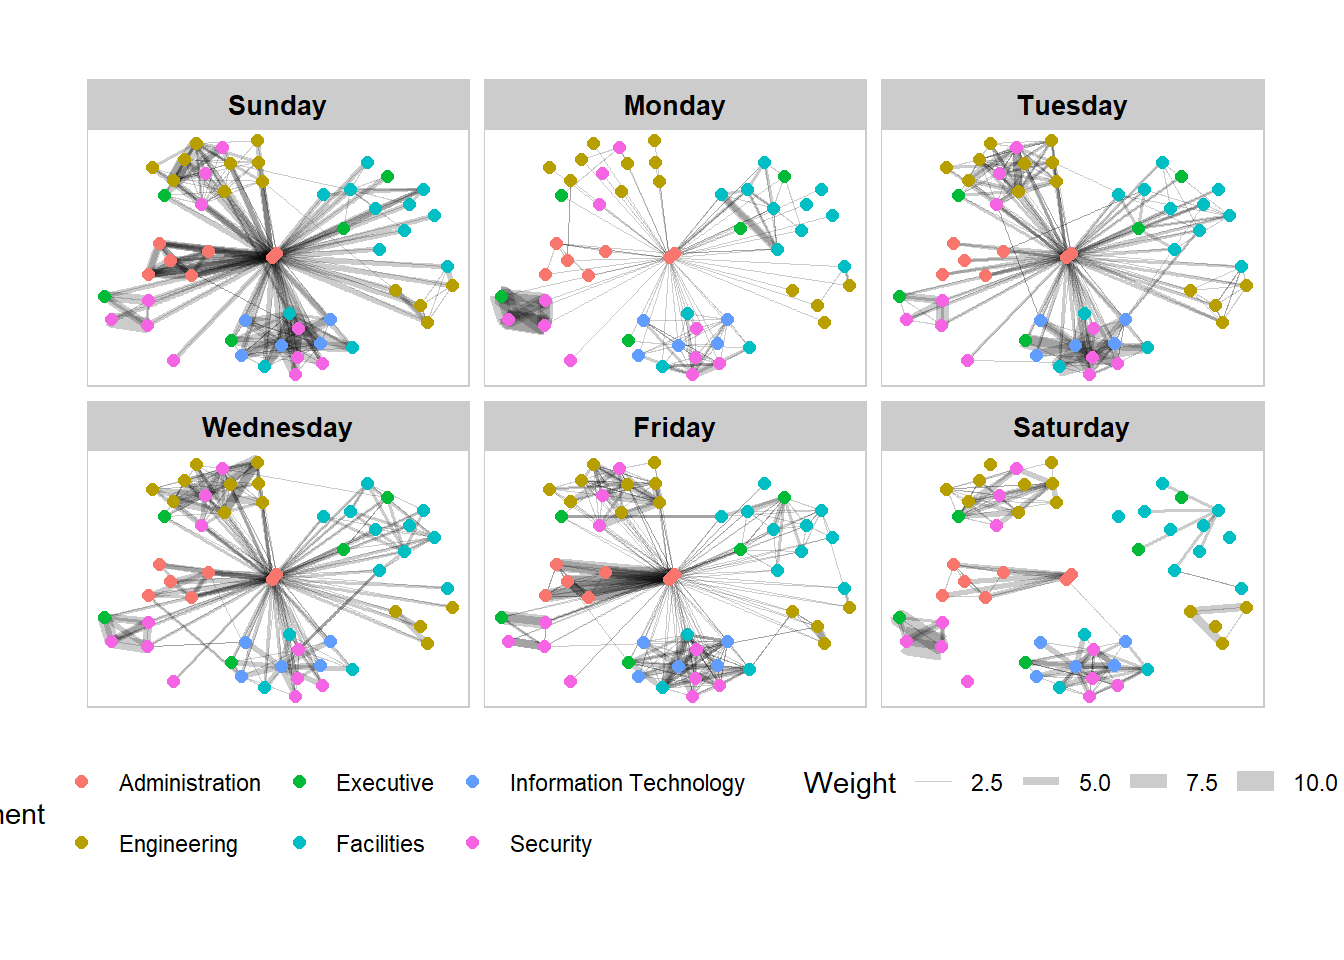 Sunday
Monday
Tuesday
Wednesday
Friday
Saturday
Administration
Executive
Information Technology
Weight
2.5
5.0
7.5
10.0
Engineering
Facilities
Security